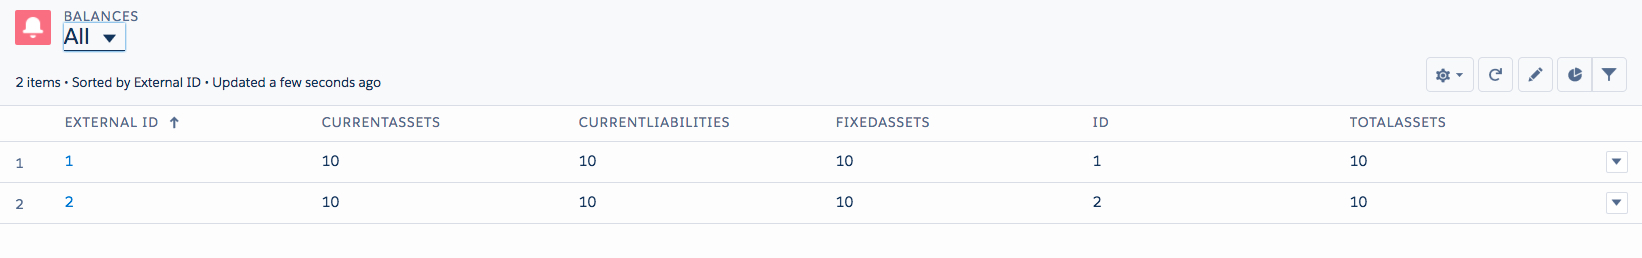 BALANCES
All
2 items • Sorted by External ID • Updated a few seconds ago
EXTERNAL ID CURRENTASSETS CURRENTLIABILITIES FIXEDASSETS ID TOTALASSETS
1 1 10 10 10 1 10
2 2 10 10 10 2 10